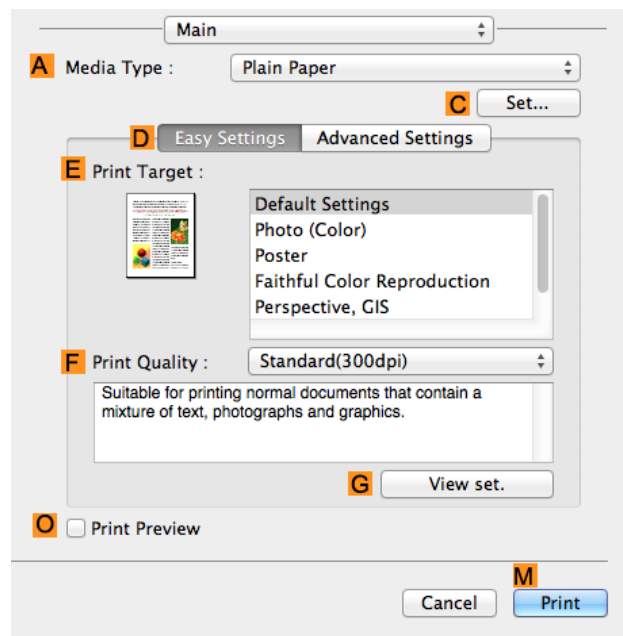 Main
A Media Type : Plain Paper
C Set...
D Easy Settings Advanced Settings
E Print Target :
Default Settings
Photo (Color)
Poster
Faithful Color Reproduction
Perspective, GIS
F Print Quality : Standard(300dpi)
Suitable for printing normal documents that contain a
mixture of text, photographs and graphics.
G View set.
O Print Preview
M
Cancel Print